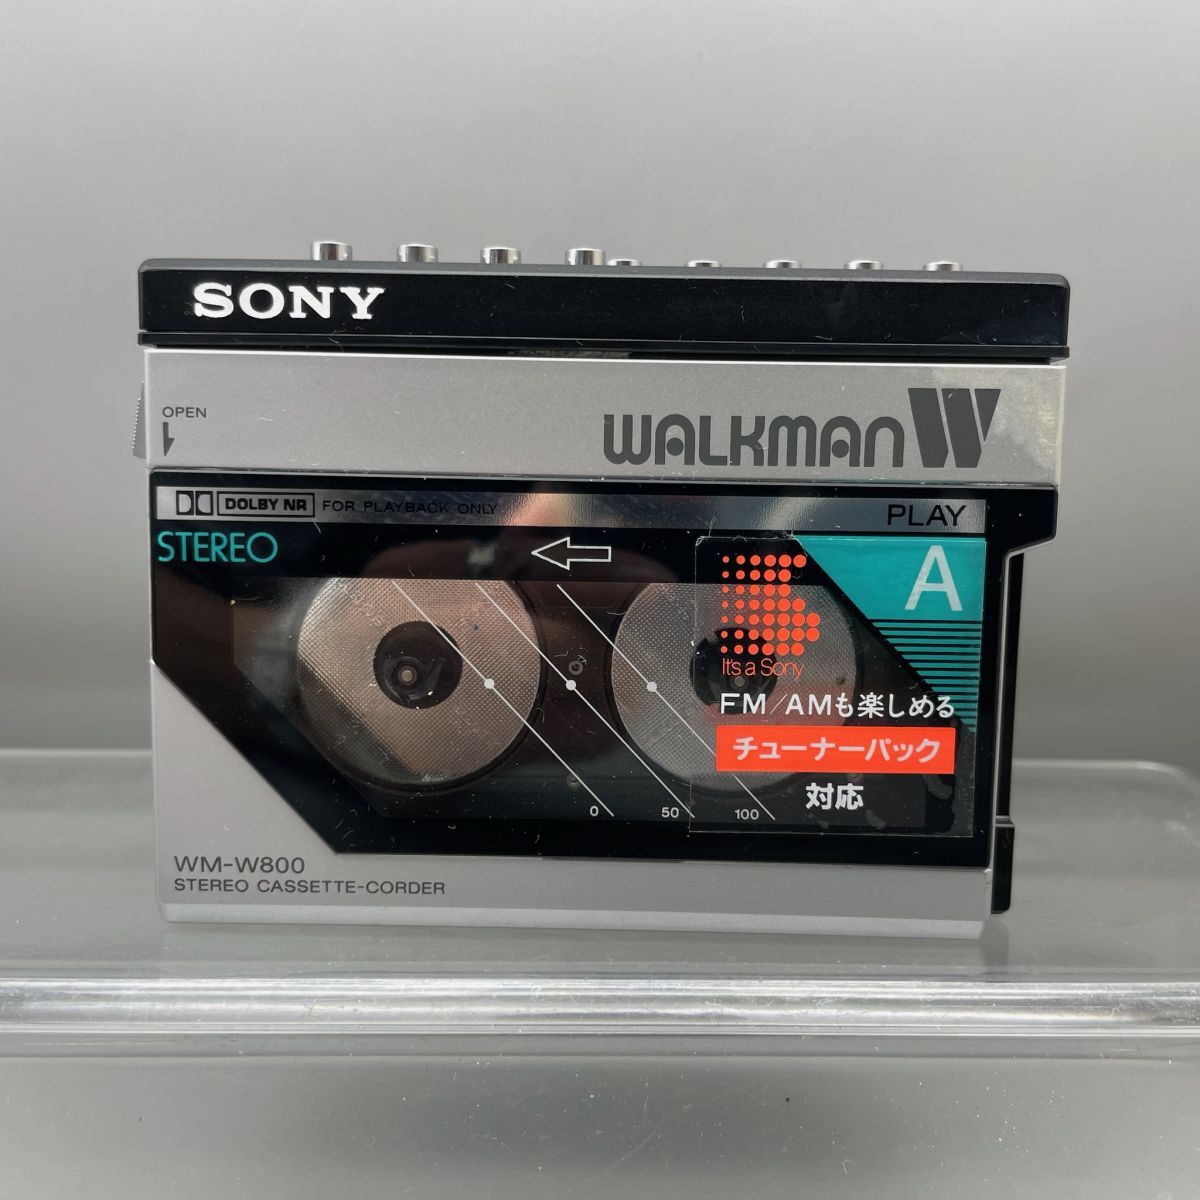 SONY
OPEN
WALKMAN W
DOLBY NR FOR PLAYBACK ONLY
PLAY
STEREO
A
It's a Sony
FM/AMも楽しめる
チューナーパック
対応
0 50 100
WM-W800
STEREO CASSETTE-CORDER